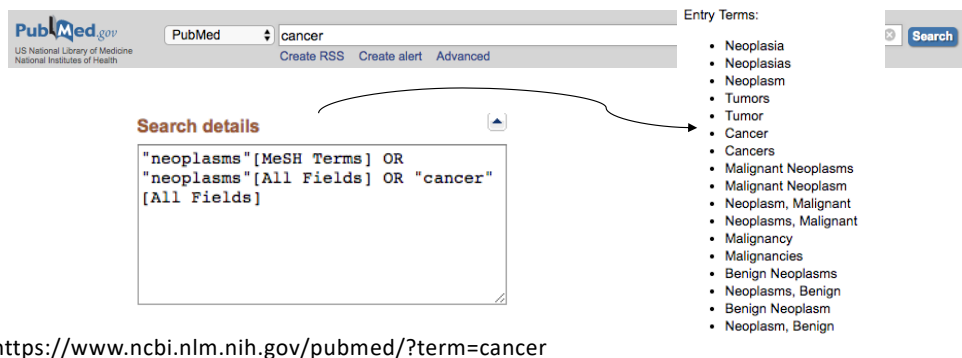 PubMed.gov
US National Library of Medicine
National Institutes of Health
PubMed
cancer
Search
Create RSS Create alert Advanced
Search details
"neoplasms"[MeSH Terms] OR
"neoplasms"[All Fields] OR "cancer"
[All Fields]
Entry Terms:
• Neoplasia
• Neoplasias
• Neoplasm
• Tumors
• Tumor
• Cancer
• Cancers
• Malignant Neoplasms
• Malignant Neoplasm
• Neoplasm, Malignant
• Neoplasms, Malignant
• Malignancy
• Malignancies
• Benign Neoplasms
• Neoplasms, Benign
• Benign Neoplasm
• Neoplasm, Benign
https://www.ncbi.nlm.nih.gov/pubmed/?term=cancer